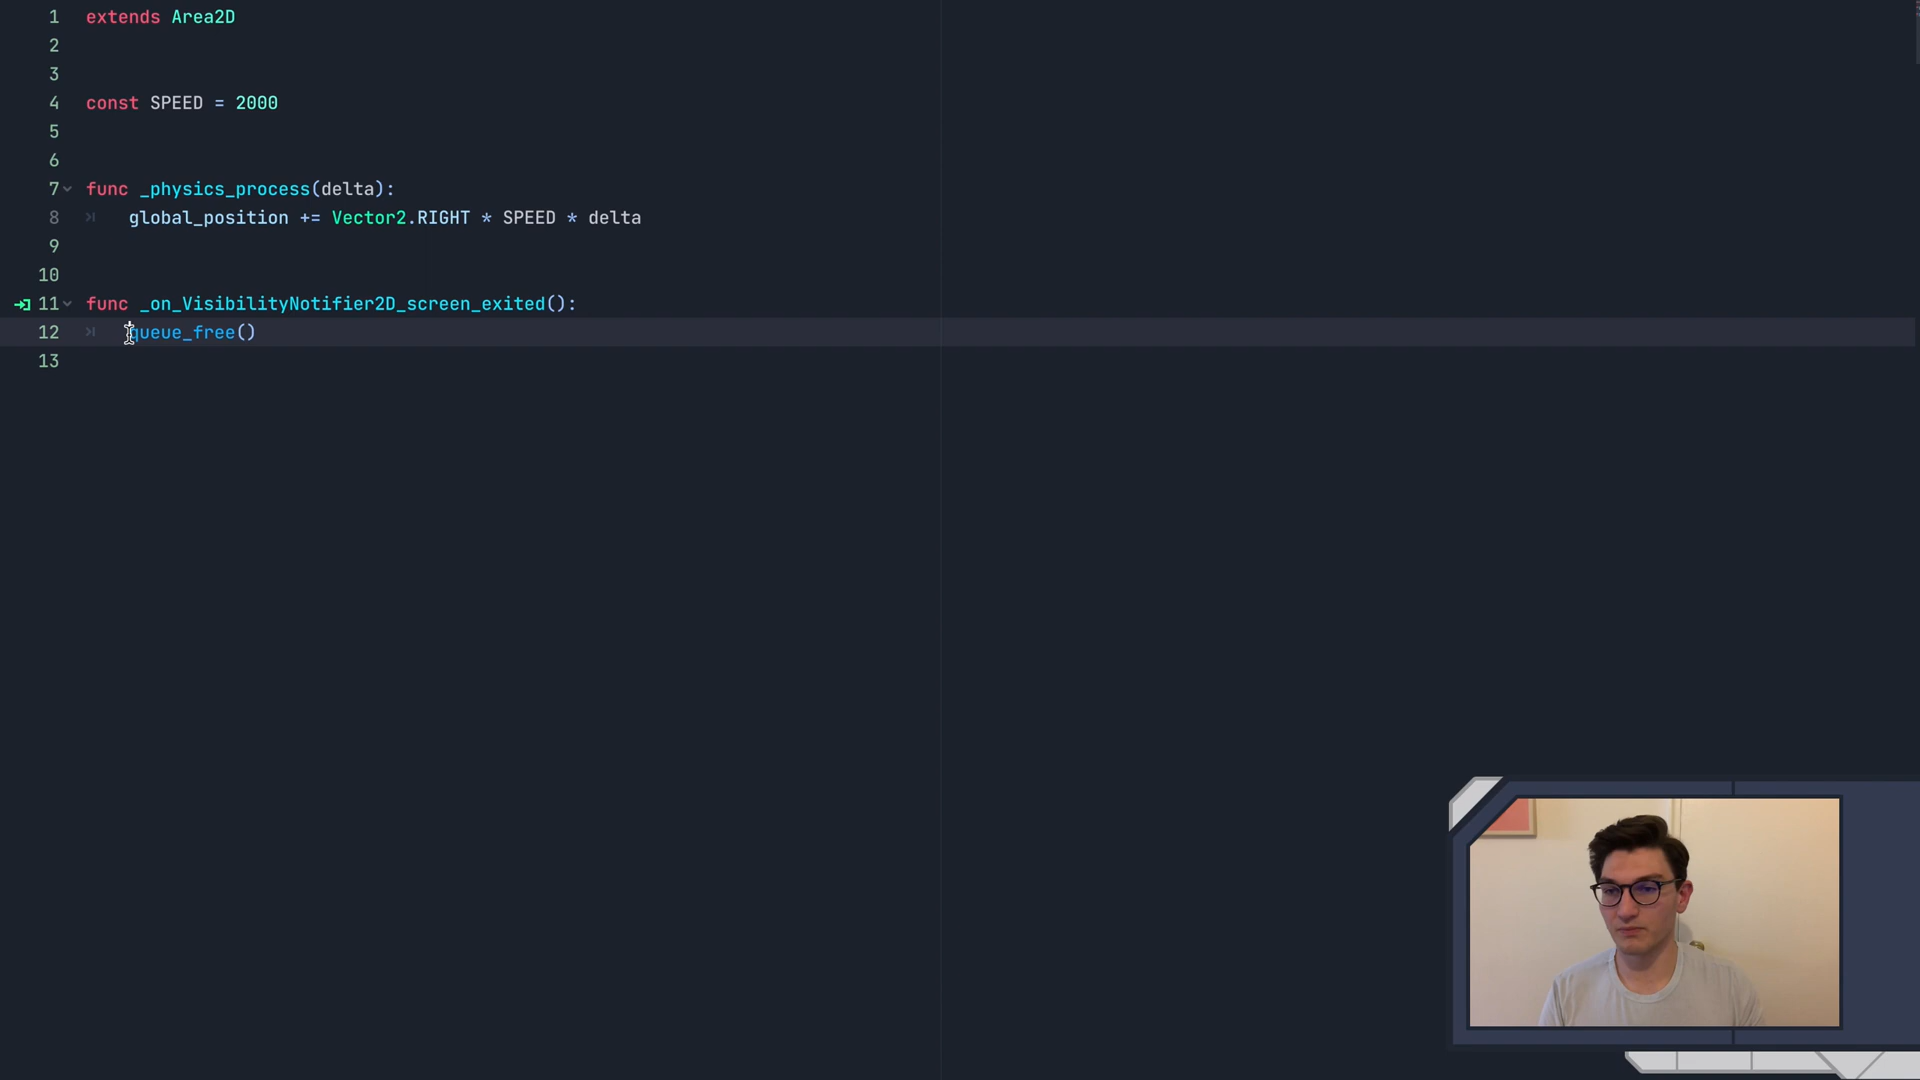 1 extends Area2D
2
3
4 const SPEED = 2000
5
6
7 func _physics_process(delta):
8 global_position += Vector2.RIGHT * SPEED * delta
9
10
11 func _on_VisibilityNotifier2D_screen_exited():
12 queue_free()
13